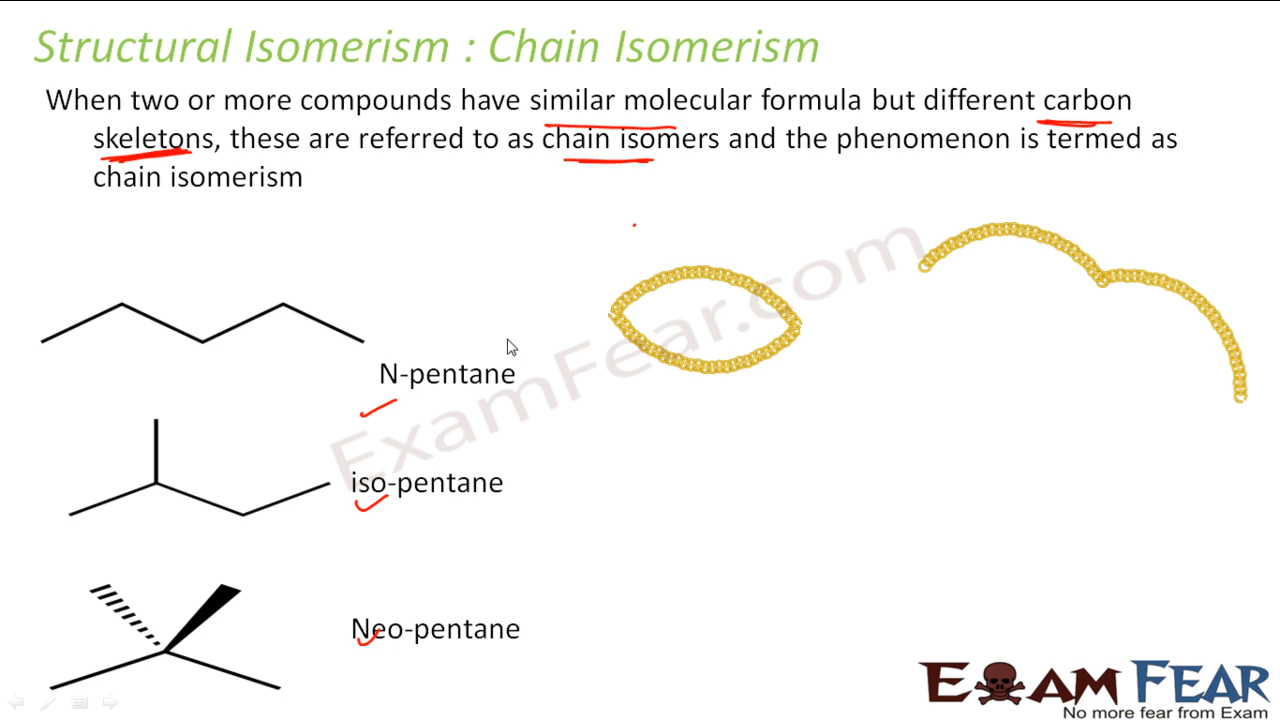 Structural Isomerism : Chain Isomerism
When two or more compounds have similar molecular formula but different carbon
skeletons, these are referred to as chain isomers and the phenomenon is termed as
chain isomerism
ExamFear.com
N-pentane
iso-pentane
Neo-pentane
EXAM FEAR
No more fear from Exam